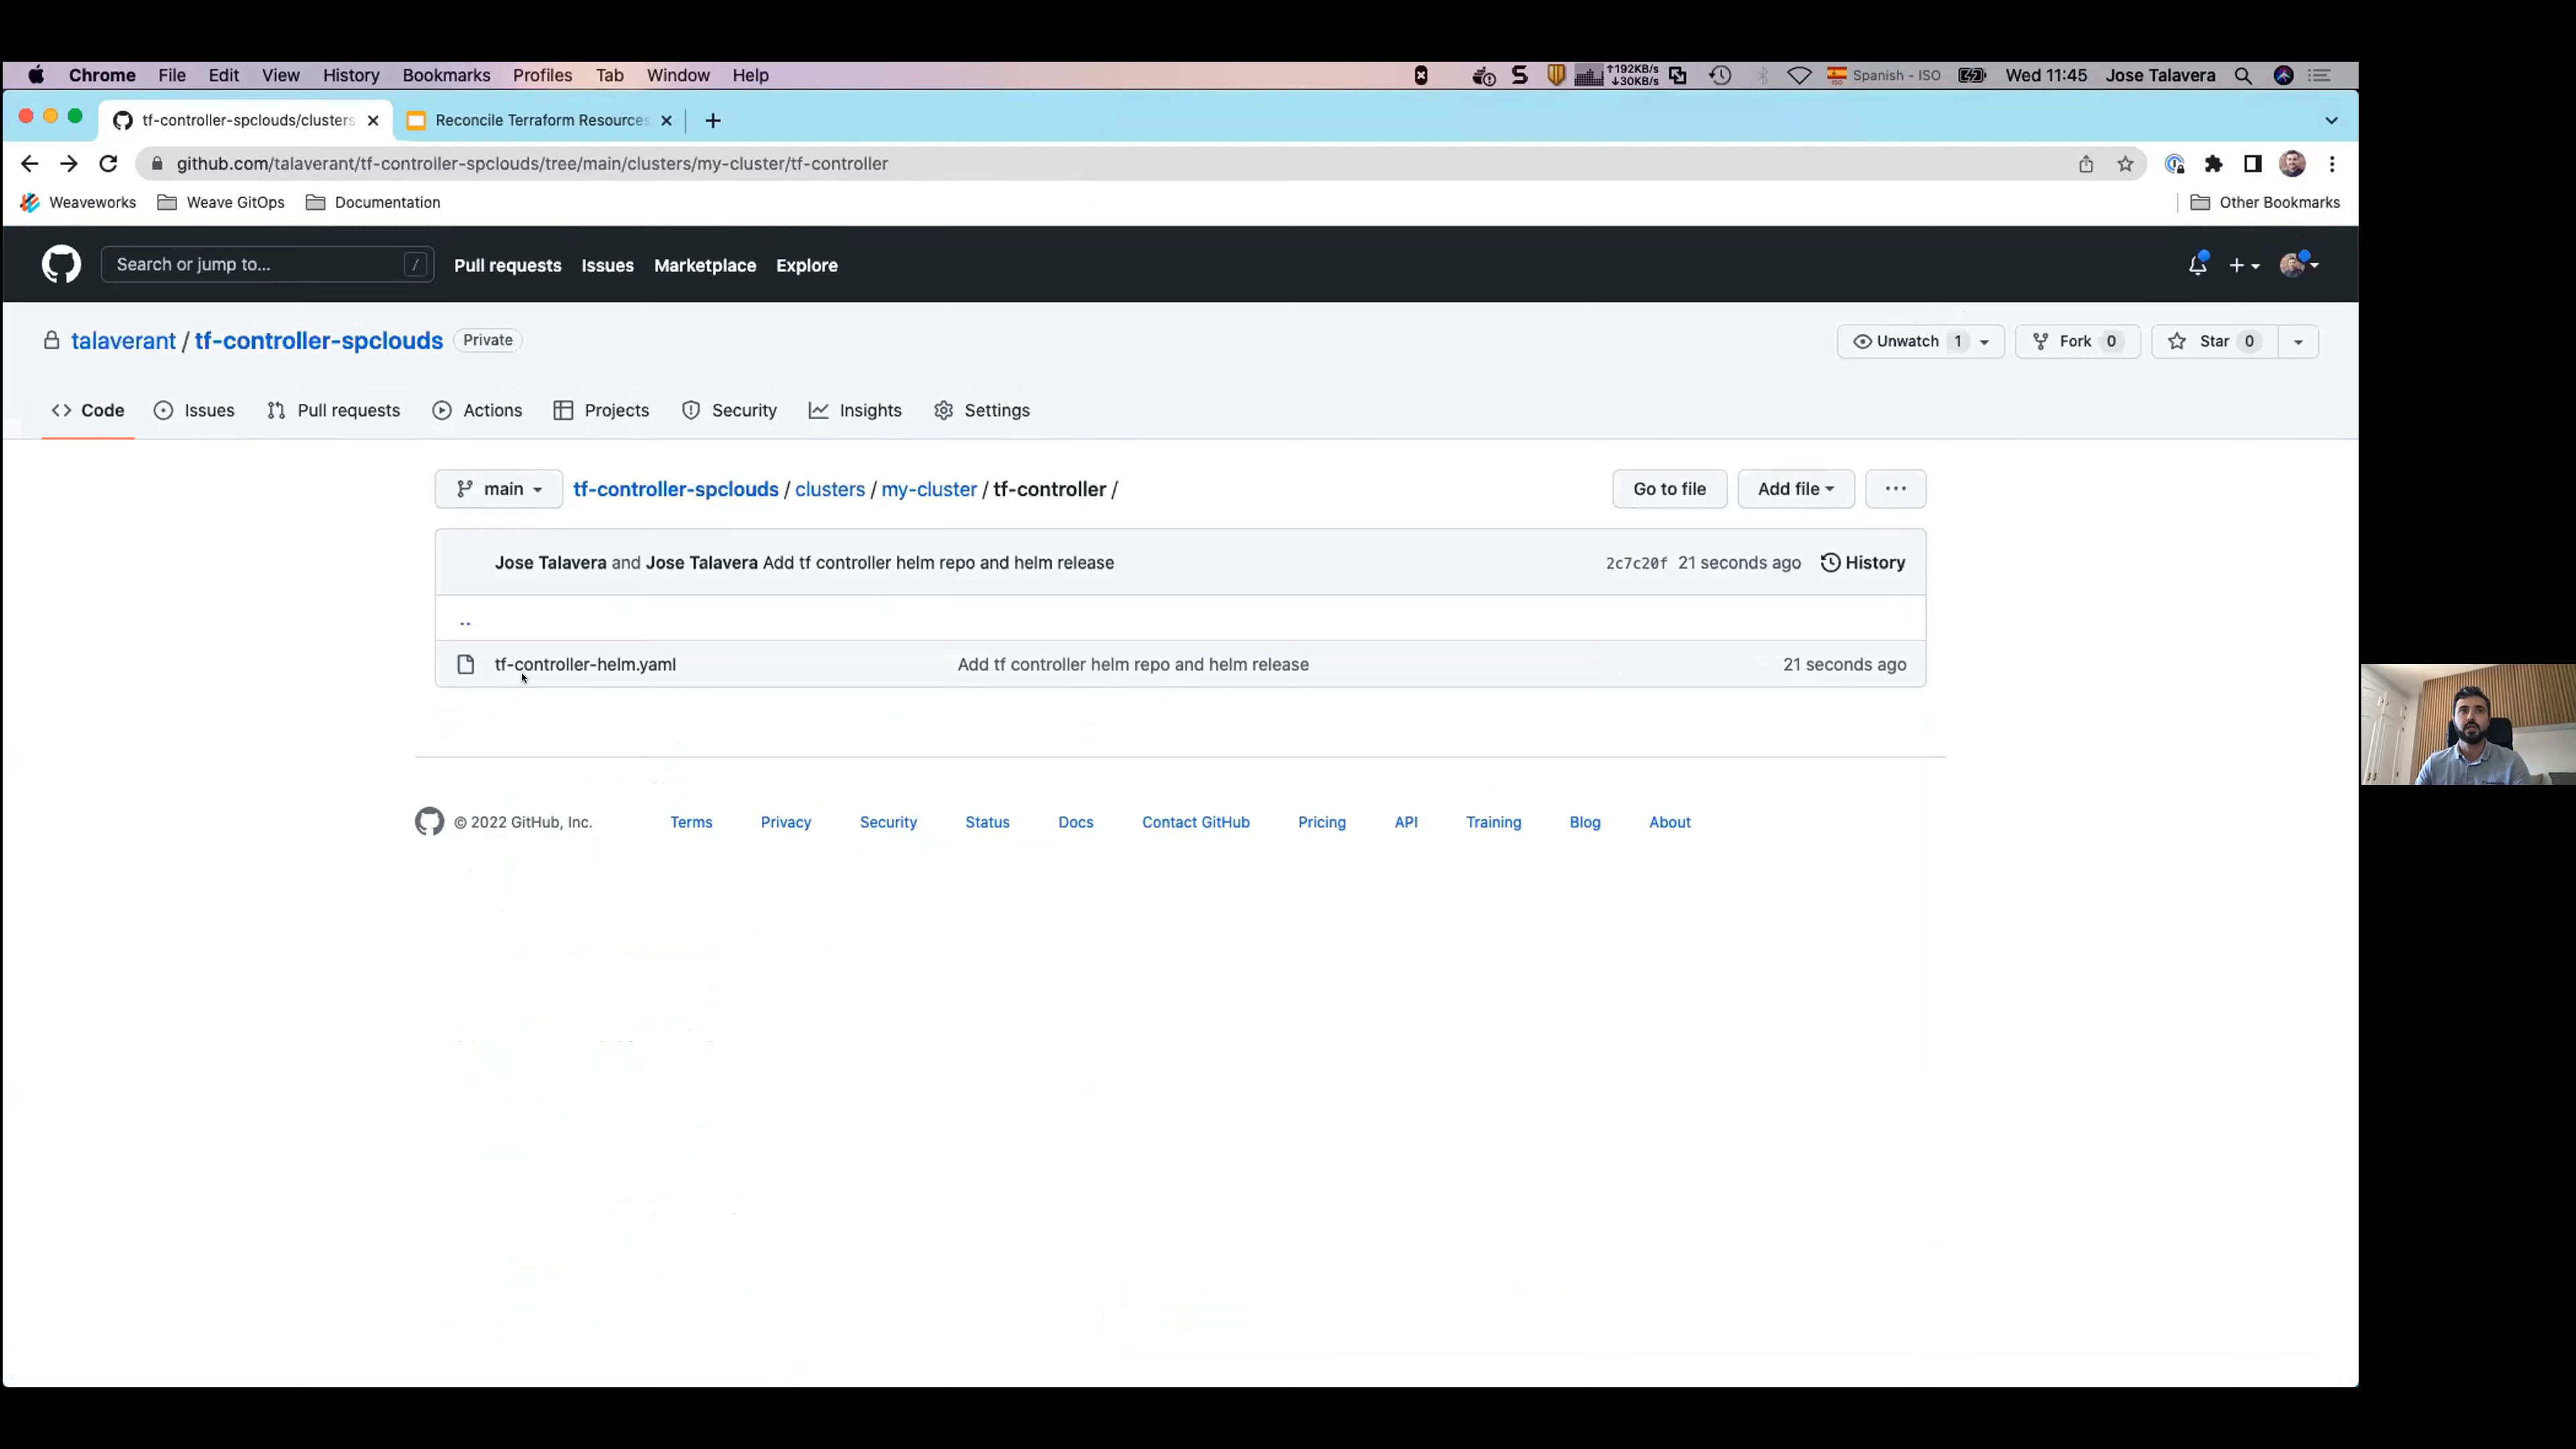 Chrome File Edit View History Bookmarks Profiles Tab Window Help
↑192KB/s
↓30KB/s
Spanish - ISO Wed 11:45 Jose Talavera
tf-controller-spclouds/clusters Reconcile Terraform Resources
github.com/talaverant/tf-controller-spclouds/tree/main/clusters/my-cluster/tf-controller
Weaveworks Weave GitOps Documentation Other Bookmarks
Search or jump to... / Pull requests Issues Marketplace Explore
talaverant / tf-controller-spclouds Private Unwatch 1 Fork 0 Star 0
Code Issues Pull requests Actions Projects Security Insights Settings
main tf-controller-spclouds / clusters / my-cluster / tf-controller / Go to file Add file ...
Jose Talavera and Jose Talavera Add tf controller helm repo and helm release 2c7c20f 21 seconds ago History
..
tf-controller-helm.yaml Add tf controller helm repo and helm release 21 seconds ago
© 2022 GitHub, Inc. Terms Privacy Security Status Docs Contact GitHub Pricing API Training Blog About